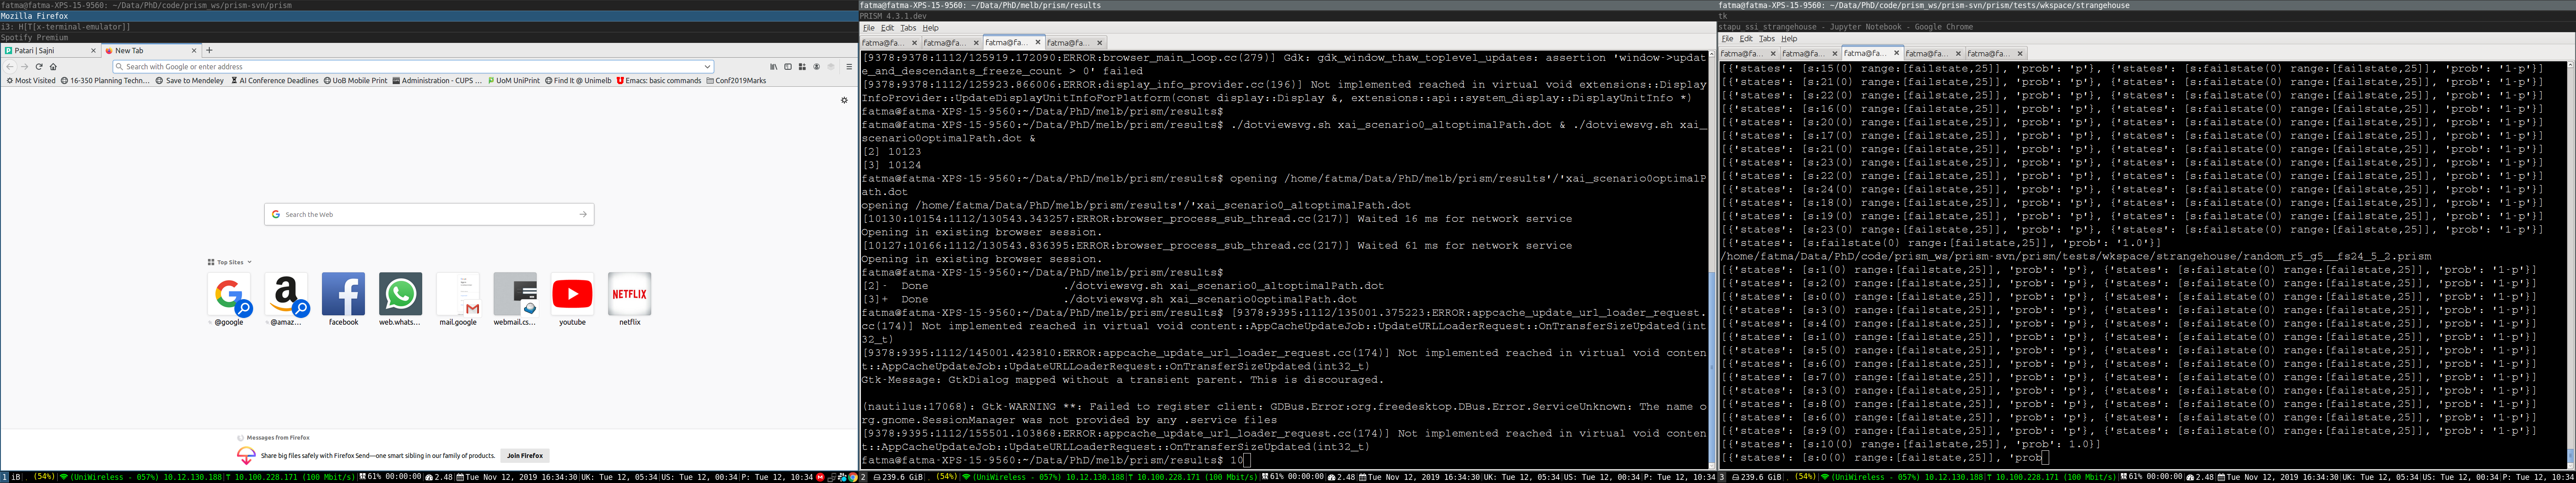 fatma@fatma-XPS-15-9560: ~/Data/PhD/code/prism_ws/prism-svn/prism
Mozilla Firefox
i3: H[T[x-terminal-emulator]]
Spotify Premium
Patari | Sajni
New Tab
Search with Google or enter address
Most Visited
16-350 Planning Techn…
Save to Mendeley
AI Conference Deadlines
UoB Mobile Print
Administration - CUPS …
UoM UniPrint
Find It @ Unimelb
Emacs: basic commands
Conf2019Marks
Search the Web
Top Sites
@google
@amaz…
facebook
web.whats…
mail.google
webmail.cs…
youtube
netflix
NETFLIX
Messages from Firefox
Share big files safely with Firefox Send—one smart sibling in our family of products.
Join Firefox
1 iB| (54%) (UniWireless - 057%) 10.12.130.188 T 10.100.228.171 (100 Mbit/s) 61% 00:00:00 2.48 Tue Nov 12, 2019 16:34:30 UK: Tue 12, 05:34 US: Tue 12, 00:34 P: Tue 12, 10:34
fatma@fatma-XPS-15-9560: ~/Data/PhD/melb/prism/results
PRISM 4.3.1.dev
File Edit Tabs Help
fatma@fa… fatma@fa… fatma@fa… fatma@fa…
[9378:9378:1112/125919.172090:ERROR:browser_main_loop.cc(279)] Gdk: gdk_window_thaw_toplevel_updates: assertion 'window->upda
te_and_descendants_freeze_count > 0' failed
[9378:9378:1112/125923.866006:ERROR:display_info_provider.cc(196)] Not implemented reached in virtual void extensions::Display
InfoProvider::UpdateDisplayUnitInfoForPlatform(const display::Display &, extensions::api::system_display::DisplayUnitInfo *)
fatma@fatma-XPS-15-9560:~/Data/PhD/melb/prism/results$
fatma@fatma-XPS-15-9560:~/Data/PhD/melb/prism/results$ ./dotviewsvg.sh xai_scenario0_altoptimalPath.dot & ./dotviewsvg.sh xai_
scenario0optimalPath.dot &
[2] 10123
[3] 10124
fatma@fatma-XPS-15-9560:~/Data/PhD/melb/prism/results$ opening /home/fatma/Data/PhD/melb/prism/results'/'xai_scenario0optimalP
ath.dot
opening /home/fatma/Data/PhD/melb/prism/results'/'xai_scenario0_altoptimalPath.dot
[10130:10154:1112/130543.343257:ERROR:browser_process_sub_thread.cc(217)] Waited 16 ms for network service
Opening in existing browser session.
[10127:10166:1112/130543.836395:ERROR:browser_process_sub_thread.cc(217)] Waited 61 ms for network service
Opening in existing browser session.
fatma@fatma-XPS-15-9560:~/Data/PhD/melb/prism/results$
[2]- Done ./dotviewsvg.sh xai_scenario0_altoptimalPath.dot
[3]+ Done ./dotviewsvg.sh xai_scenario0optimalPath.dot
fatma@fatma-XPS-15-9560:~/Data/PhD/melb/prism/results$ [9378:9395:1112/135001.375223:ERROR:appcache_update_url_loader_request.
cc(174)] Not implemented reached in virtual void content::AppCacheUpdateJob::UpdateURLLoaderRequest::OnTransferSizeUpdated(int
32_t)
[9378:9395:1112/145001.423810:ERROR:appcache_update_url_loader_request.cc(174)] Not implemented reached in virtual void conten
t::AppCacheUpdateJob::UpdateURLLoaderRequest::OnTransferSizeUpdated(int32_t)
Gtk-Message: GtkDialog mapped without a transient parent. This is discouraged.
(nautilus:17068): Gtk-WARNING **: Failed to register client: GDBus.Error:org.freedesktop.DBus.Error.ServiceUnknown: The name o
rg.gnome.SessionManager was not provided by any .service files
[9378:9395:1112/155501.103868:ERROR:appcache_update_url_loader_request.cc(174)] Not implemented reached in virtual void conten
t::AppCacheUpdateJob::UpdateURLLoaderRequest::OnTransferSizeUpdated(int32_t)
fatma@fatma-XPS-15-9560:~/Data/PhD/melb/prism/results$ 10
2 239.6 GiB| (54%) (UniWireless - 057%) 10.12.130.188 T 10.100.228.171 (100 Mbit/s) 61% 00:00:00 2.48 Tue Nov 12, 2019 16:34:30 UK: Tue 12, 05:34 US: Tue 12, 00:34 P: Tue 12, 10:34
fatma@fatma-XPS-15-9560: ~/Data/PhD/code/prism_ws/prism-svn/prism/tests/wkspace/strangehouse
tk
stapu_ssi_strangehouse - Jupyter Notebook - Google Chrome
File Edit Tabs Help
fatma@fa… fatma@fa… fatma@fa… fatma@fa… fatma@fa…
[{'states': [s:15(0) range:[failstate,25]], 'prob': 'p'}, {'states': [s:failstate(0) range:[failstate,25]], 'prob': '1-p'}]
[{'states': [s:21(0) range:[failstate,25]], 'prob': 'p'}, {'states': [s:failstate(0) range:[failstate,25]], 'prob': '1-p'}]
[{'states': [s:22(0) range:[failstate,25]], 'prob': 'p'}, {'states': [s:failstate(0) range:[failstate,25]], 'prob': '1-p'}]
[{'states': [s:16(0) range:[failstate,25]], 'prob': 'p'}, {'states': [s:failstate(0) range:[failstate,25]], 'prob': '1-p'}]
[{'states': [s:20(0) range:[failstate,25]], 'prob': 'p'}, {'states': [s:failstate(0) range:[failstate,25]], 'prob': '1-p'}]
[{'states': [s:17(0) range:[failstate,25]], 'prob': 'p'}, {'states': [s:failstate(0) range:[failstate,25]], 'prob': '1-p'}]
[{'states': [s:21(0) range:[failstate,25]], 'prob': 'p'}, {'states': [s:failstate(0) range:[failstate,25]], 'prob': '1-p'}]
[{'states': [s:23(0) range:[failstate,25]], 'prob': 'p'}, {'states': [s:failstate(0) range:[failstate,25]], 'prob': '1-p'}]
[{'states': [s:22(0) range:[failstate,25]], 'prob': 'p'}, {'states': [s:failstate(0) range:[failstate,25]], 'prob': '1-p'}]
[{'states': [s:24(0) range:[failstate,25]], 'prob': 'p'}, {'states': [s:failstate(0) range:[failstate,25]], 'prob': '1-p'}]
[{'states': [s:18(0) range:[failstate,25]], 'prob': 'p'}, {'states': [s:failstate(0) range:[failstate,25]], 'prob': '1-p'}]
[{'states': [s:19(0) range:[failstate,25]], 'prob': 'p'}, {'states': [s:failstate(0) range:[failstate,25]], 'prob': '1-p'}]
[{'states': [s:23(0) range:[failstate,25]], 'prob': 'p'}, {'states': [s:failstate(0) range:[failstate,25]], 'prob': '1-p'}]
[{'states': [s:failstate(0) range:[failstate,25]], 'prob': '1.0'}]
/home/fatma/Data/PhD/code/prism_ws/prism-svn/prism/tests/wkspace/strangehouse/random_r5_g5__fs24_5_2.prism
[{'states': [s:1(0) range:[failstate,25]], 'prob': 'p'}, {'states': [s:failstate(0) range:[failstate,25]], 'prob': '1-p'}]
[{'states': [s:2(0) range:[failstate,25]], 'prob': 'p'}, {'states': [s:failstate(0) range:[failstate,25]], 'prob': '1-p'}]
[{'states': [s:0(0) range:[failstate,25]], 'prob': 'p'}, {'states': [s:failstate(0) range:[failstate,25]], 'prob': '1-p'}]
[{'states': [s:3(0) range:[failstate,25]], 'prob': 'p'}, {'states': [s:failstate(0) range:[failstate,25]], 'prob': '1-p'}]
[{'states': [s:4(0) range:[failstate,25]], 'prob': 'p'}, {'states': [s:failstate(0) range:[failstate,25]], 'prob': '1-p'}]
[{'states': [s:1(0) range:[failstate,25]], 'prob': 'p'}, {'states': [s:failstate(0) range:[failstate,25]], 'prob': '1-p'}]
[{'states': [s:5(0) range:[failstate,25]], 'prob': 'p'}, {'states': [s:failstate(0) range:[failstate,25]], 'prob': '1-p'}]
[{'states': [s:6(0) range:[failstate,25]], 'prob': 'p'}, {'states': [s:failstate(0) range:[failstate,25]], 'prob': '1-p'}]
[{'states': [s:7(0) range:[failstate,25]], 'prob': 'p'}, {'states': [s:failstate(0) range:[failstate,25]], 'prob': '1-p'}]
[{'states': [s:3(0) range:[failstate,25]], 'prob': 'p'}, {'states': [s:failstate(0) range:[failstate,25]], 'prob': '1-p'}]
[{'states': [s:8(0) range:[failstate,25]], 'prob': 'p'}, {'states': [s:failstate(0) range:[failstate,25]], 'prob': '1-p'}]
[{'states': [s:6(0) range:[failstate,25]], 'prob': 'p'}, {'states': [s:failstate(0) range:[failstate,25]], 'prob': '1-p'}]
[{'states': [s:9(0) range:[failstate,25]], 'prob': 'p'}, {'states': [s:failstate(0) range:[failstate,25]], 'prob': '1-p'}]
[{'states': [s:10(0) range:[failstate,25]], 'prob': 1.0}]
[{'states': [s:0(0) range:[failstate,25]], 'prob
3 239.6 GiB| (54%) (UniWireless - 057%) 10.12.130.188 T 10.100.228.171 (100 Mbit/s) 61% 00:00:00 2.48 Tue Nov 12, 2019 16:34:30 UK: Tue 12, 05:34 US: Tue 12, 00:34 P: Tue 12, 10:34